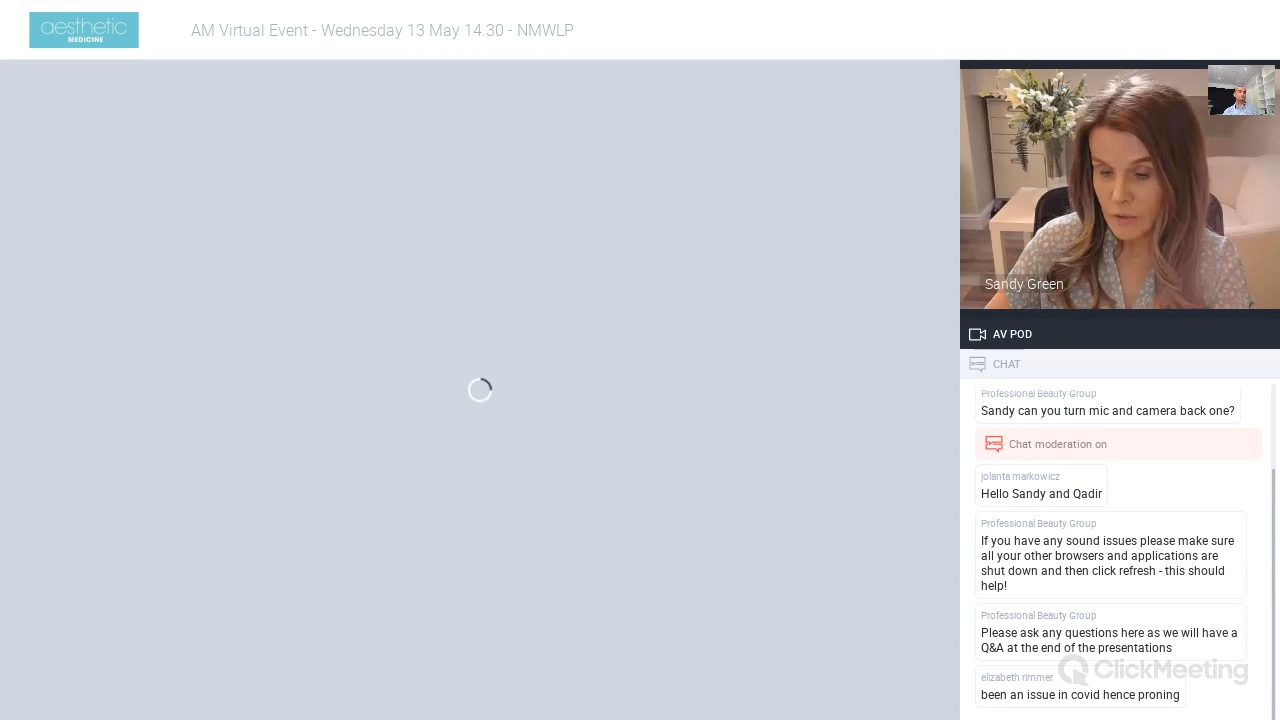 aesthetic
MEDICINE
AM Virtual Event - Wednesday 13 May 14.30 - NMWLP
Sandy Green
AV POD
CHAT
Professional Beauty Group
Sandy can you turn mic and camera back one?
Chat moderation on
jolanta markowicz
Hello Sandy and Qadir
Professional Beauty Group
If you have any sound issues please make sure
all your other browsers and applications are
shut down and then click refresh - this should
help!
Professional Beauty Group
Please ask any questions here as we will have a
Q&A at the end of the presentations
ClickMeeting
elizabeth rimmer
been an issue in covid hence proning